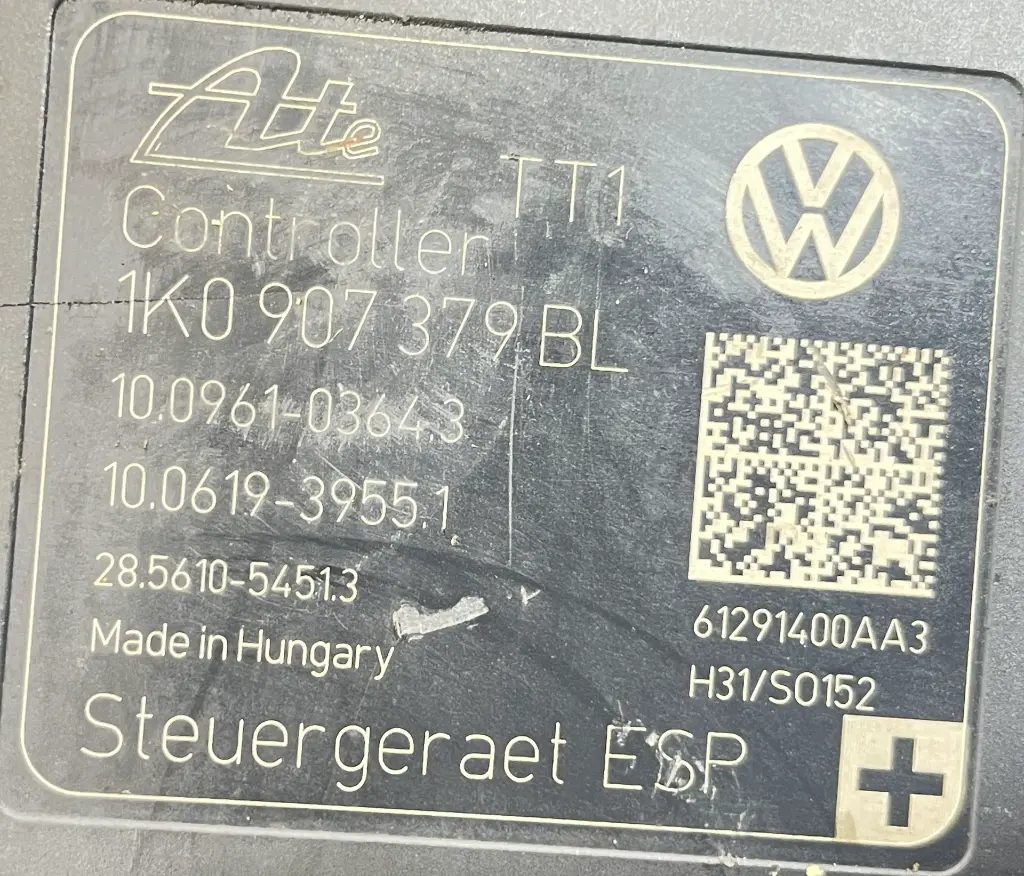 Ate
TT1
Controller
1K0 907 379 BL
10.0961-0364.3
10.0619-3955.1
28.5610-5451.3
Made in Hungary
Steuergeraet ESP
VW
61291400AA3
H31/S0152